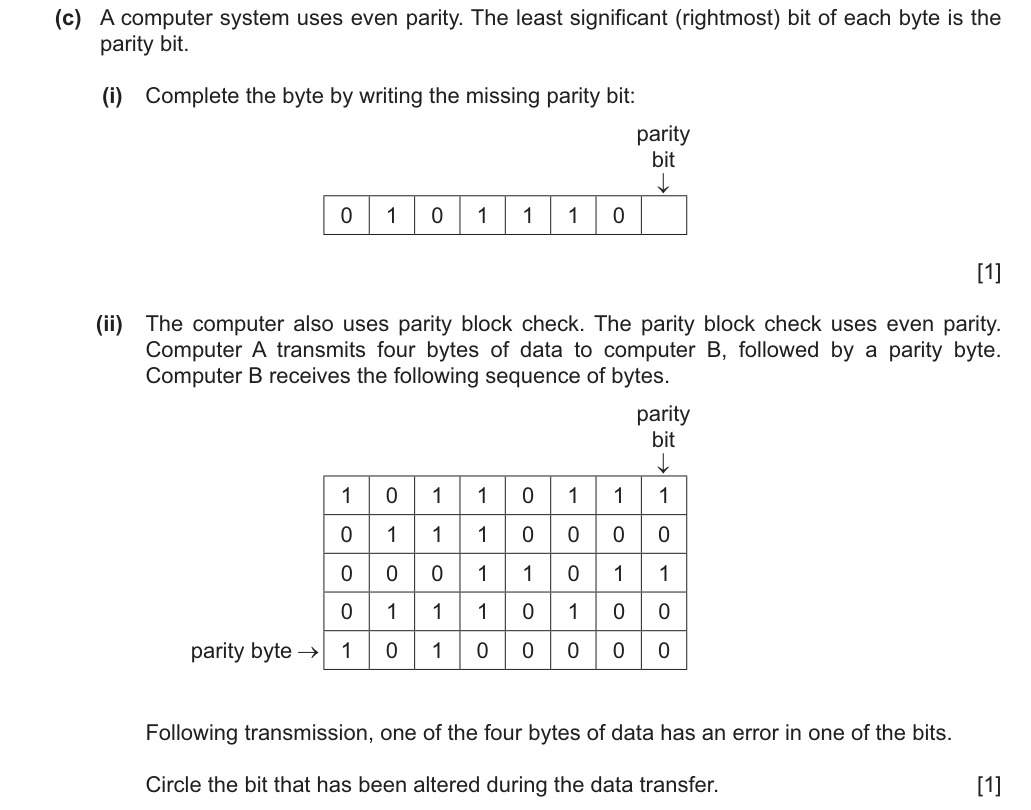 (c) A computer system uses even parity. The least significant (rightmost) bit of each byte is the
parity bit.
(i) Complete the byte by writing the missing parity bit:
parity
bit
↓
0 1 0 1 1 1 0
[1]
(ii) The computer also uses parity block check. The parity block check uses even parity.
Computer A transmits four bytes of data to computer B, followed by a parity byte.
Computer B receives the following sequence of bytes.
parity
bit
↓
1 0 1 1 0 1 1 1
0 1 1 1 0 0 0 0
0 0 0 1 1 0 1 1
0 1 1 1 0 1 0 0
parity byte → 1 0 1 0 0 0 0 0
Following transmission, one of the four bytes of data has an error in one of the bits.
Circle the bit that has been altered during the data transfer. [1]